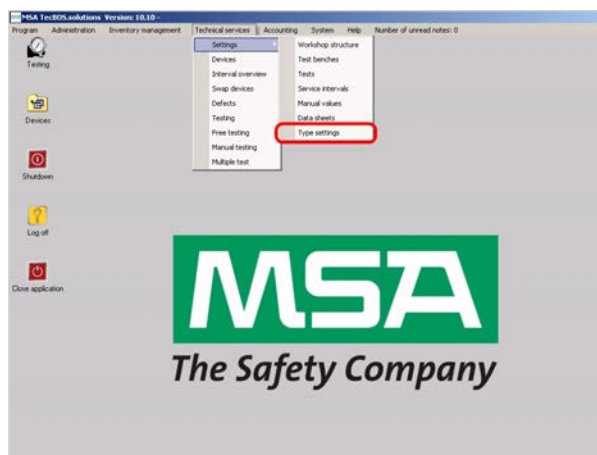 MSA TecBOS.solutions Version: 10.10 -
Program Administration Inventory management Technical services Accounting System Help Number of unread notes: 0
Testing
Devices
Shutdown
Log off
Close application
Settings
Devices
Interval overview
Swap devices
Defects
Testing
Free testing
Manual testing
Multiple test
Workshop structure
Test benches
Tests
Service intervals
Manual values
Data sheets
Type settings
MSA
The Safety Company